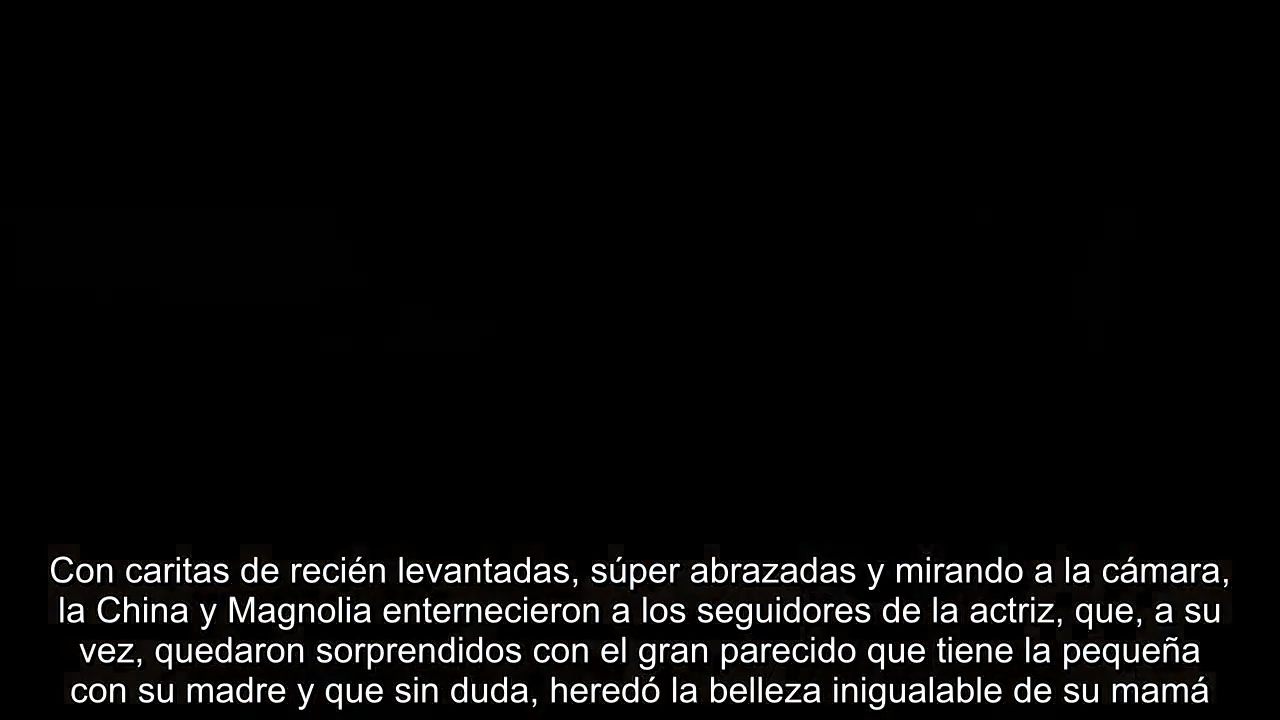 Con caritas de recién levantadas, súper abrazadas y mirando a la cámara,
la China y Magnolia enternecieron a los seguidores de la actriz, que, a su
vez, quedaron sorprendidos con el gran parecido que tiene la pequeña
con su madre y que sin duda, heredó la belleza inigualable de su mamá